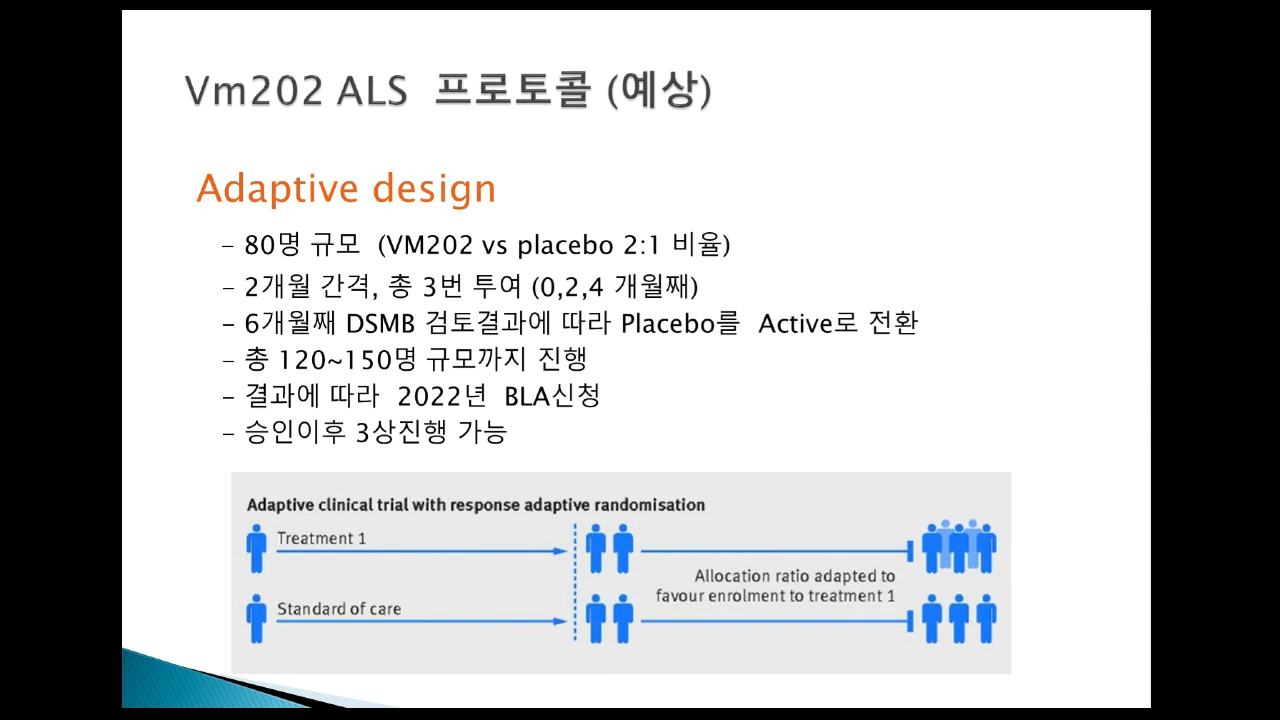 Vm202 ALS 프로토콜 (예상)
Adaptive design
– 80명 규모 (VM202 vs placebo 2:1 비율)
– 2개월 간격, 총 3번 투여 (0,2,4 개월째)
– 6개월째 DSMB 검토결과에 따라 Placebo를 Active로 전환
– 총 120~150명 규모까지 진행
– 결과에 따라 2022년 BLA신청
– 승인이후 3상진행 가능
Adaptive clinical trial with response adaptive randomisation
Treatment 1
Allocation ratio adapted to
favour enrolment to treatment 1
Standard of care